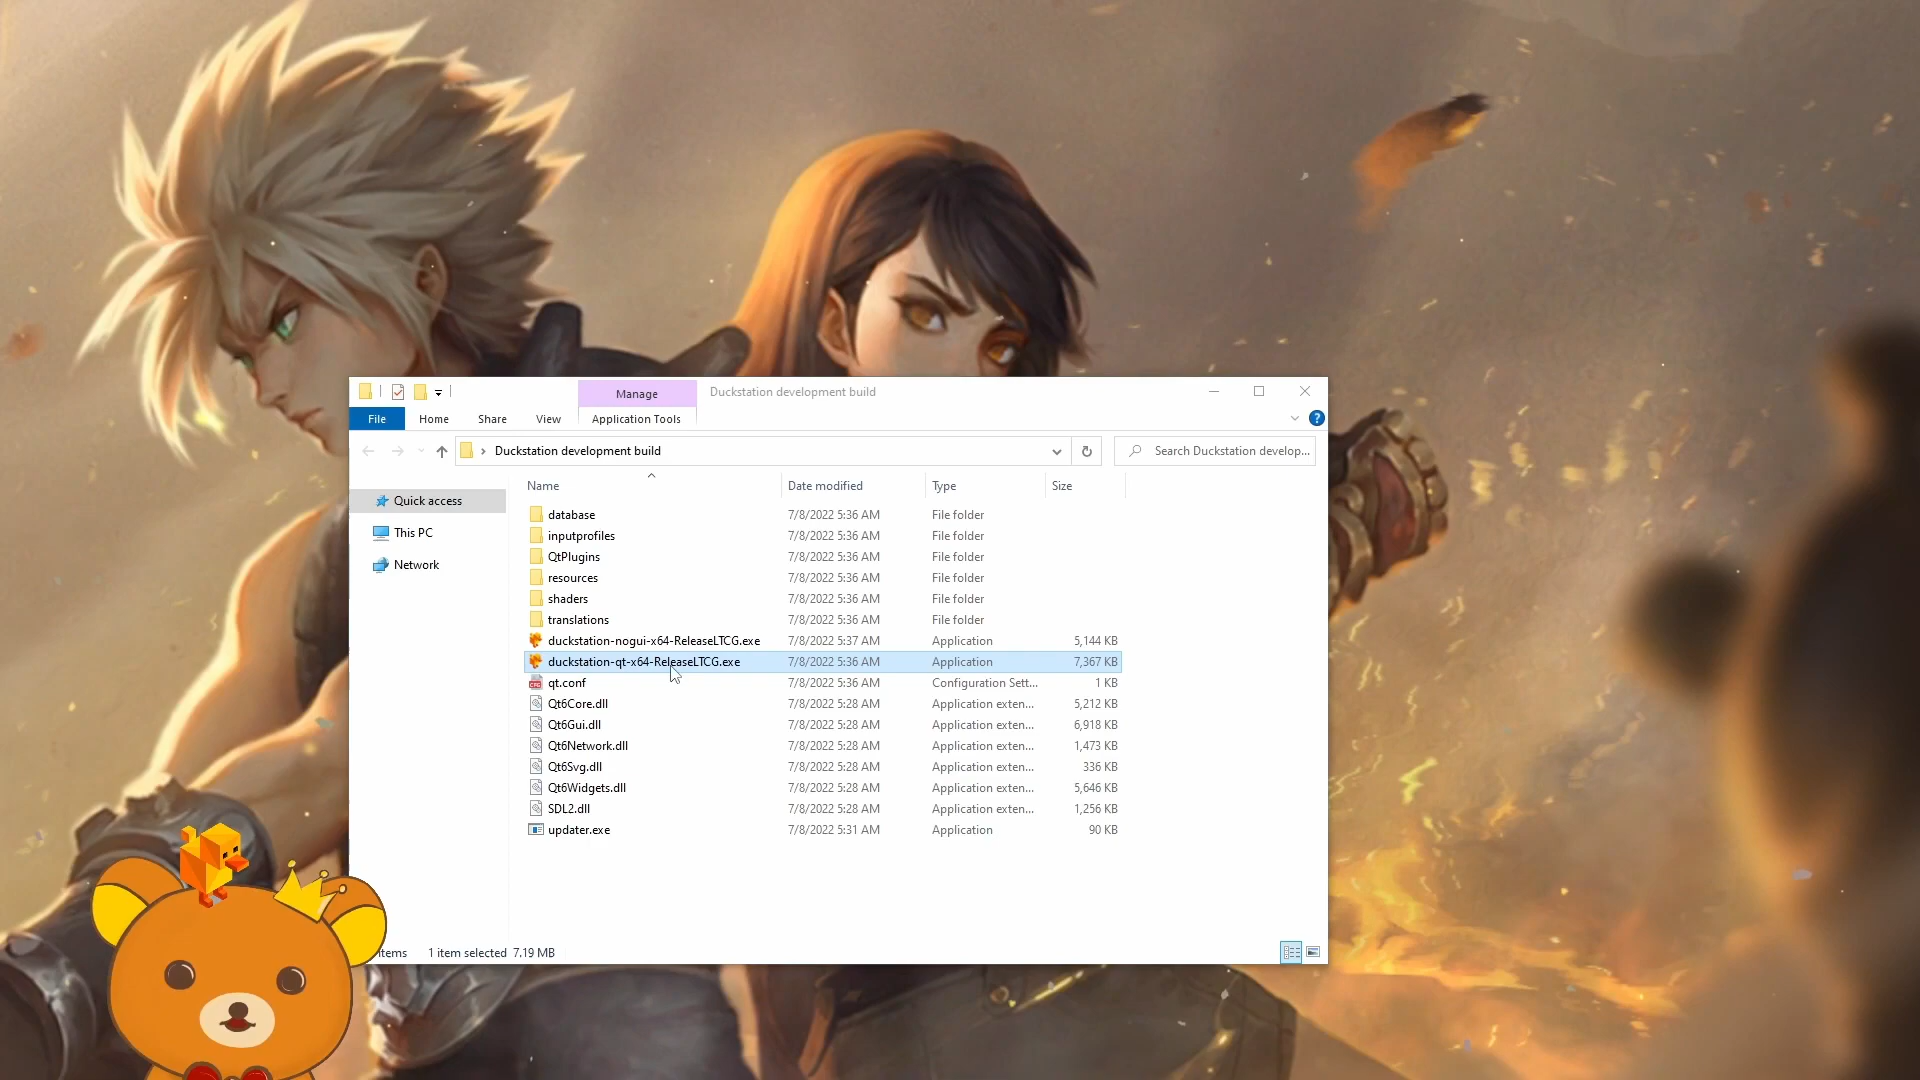 Manage
Duckstation development build
File
Home
Share
View
Application Tools
Duckstation development build
Search Duckstation develop...
Name
Date modified
Type
Size
Quick access
This PC
Network
database 7/8/2022 5:36 AM File folder
inputprofiles 7/8/2022 5:36 AM File folder
QtPlugins 7/8/2022 5:36 AM File folder
resources 7/8/2022 5:36 AM File folder
shaders 7/8/2022 5:36 AM File folder
translations 7/8/2022 5:36 AM File folder
duckstation-nogui-x64-ReleaseLTCG.exe 7/8/2022 5:37 AM Application 5,144 KB
duckstation-qt-x64-ReleaseLTCG.exe 7/8/2022 5:36 AM Application 7,367 KB
qt.conf 7/8/2022 5:36 AM Configuration Sett... 1 KB
Qt6Core.dll 7/8/2022 5:28 AM Application exten... 5,212 KB
Qt6Gui.dll 7/8/2022 5:28 AM Application exten... 6,918 KB
Qt6Network.dll 7/8/2022 5:28 AM Application exten... 1,473 KB
Qt6Svg.dll 7/8/2022 5:28 AM Application exten... 336 KB
Qt6Widgets.dll 7/8/2022 5:28 AM Application exten... 5,646 KB
SDL2.dll 7/8/2022 5:28 AM Application exten... 1,256 KB
updater.exe 7/8/2022 5:31 AM Application 90 KB
items 1 item selected 7.19 MB